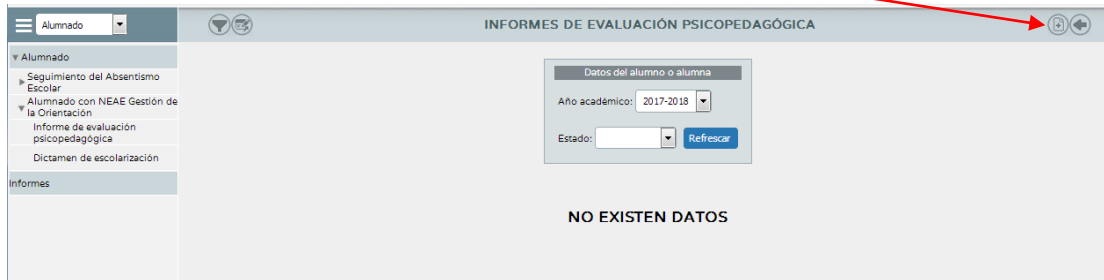 Alumnado
INFORMES DE EVALUACIÓN PSICOPEDAGÓGICA
Alumnado
Seguimiento del Absentismo
Escolar
Alumnado con NEAE Gestión de
la Orientación
Informe de evaluación
psicopedagógica
Dictamen de escolarización
Informes
Datos del alumno o alumna
Año académico: 2017-2018
Estado: Refrescar
NO EXISTEN DATOS